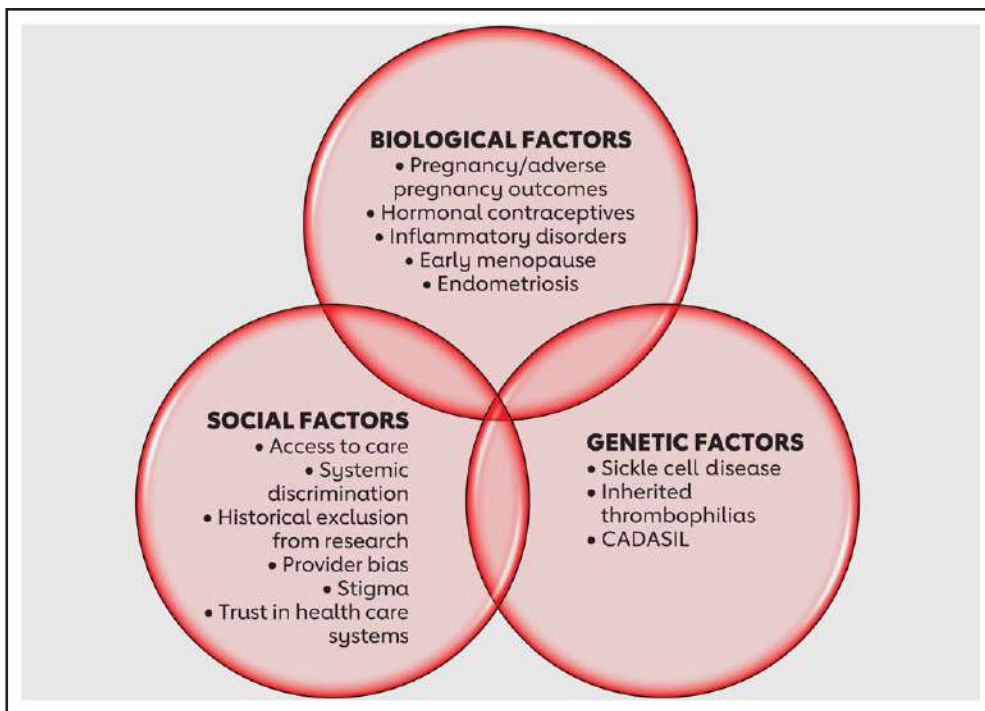 BIOLOGICAL FACTORS
• Pregnancy/adverse
pregnancy outcomes
• Hormonal contraceptives
• Inflammatory disorders
• Early menopause
• Endometriosis
SOCIAL FACTORS
• Access to care
• Systemic
discrimination
• Historical exclusion
from research
• Provider bias
• Stigma
• Trust in health care
systems
GENETIC FACTORS
• Sickle cell disease
• Inherited
thrombophilias
• CADASIL